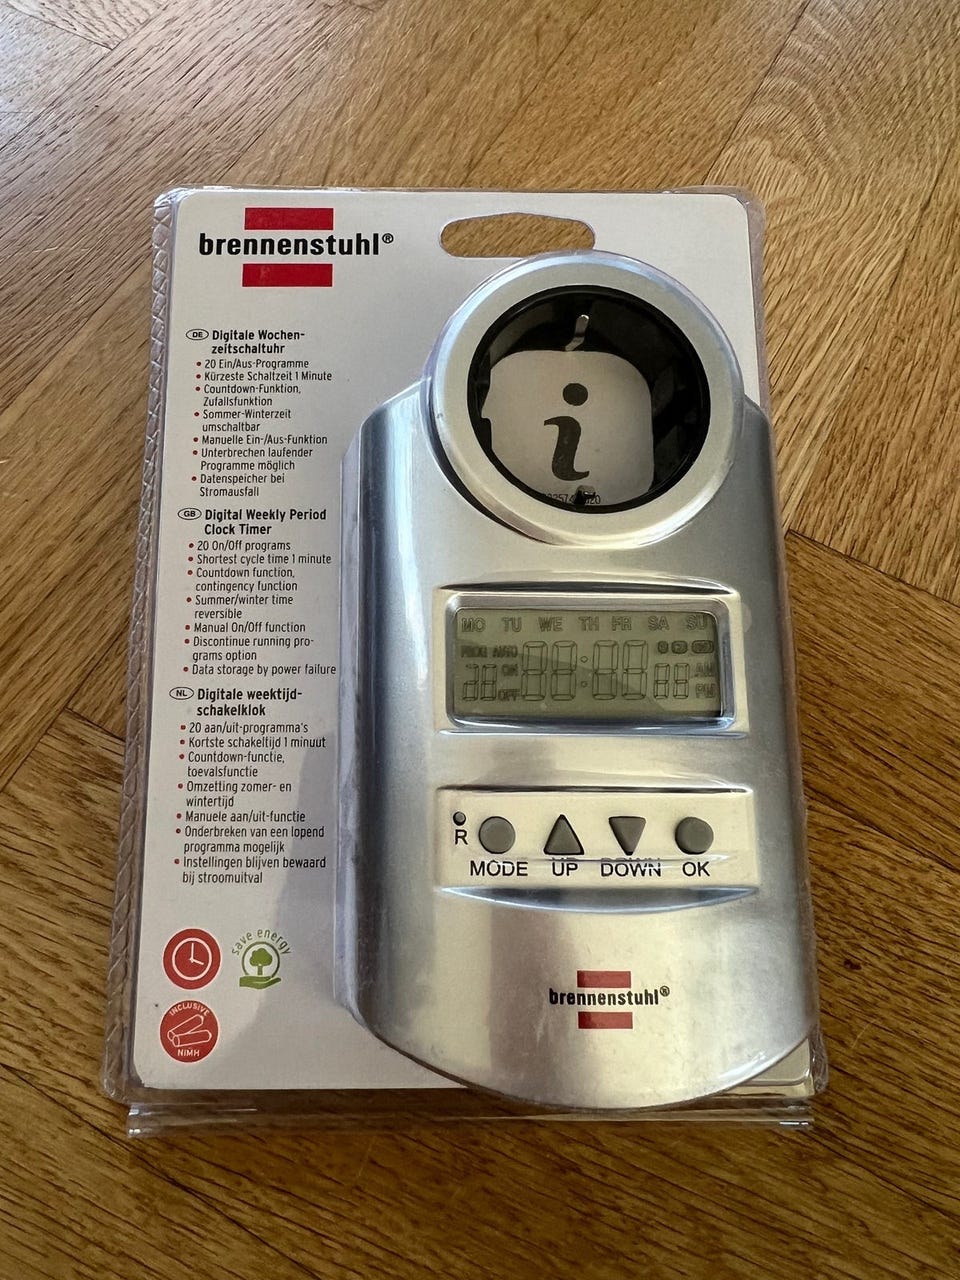 brennenstuhl®
DE Digitale Wochen-
zeitschaltuhr
• 20 Ein/Aus-Programme
• Kürzeste Schaltzeit 1 Minute
• Countdown-Funktion,
Zufallsfunktion
• Sommer-Winterzeit
umschaltbar
• Manuelle Ein-/Aus-Funktion
• Unterbrechen laufender
Programme möglich
• Datenspeicher bei
Stromausfall
GB Digital Weekly Period
Clock Timer
• 20 On/Off programs
• Shortest cycle time 1 minute
• Countdown function,
contingency function
• Summer/winter time
reversible
• Manual On/Off function
• Discontinue running pro-
grams option
• Data storage by power failure
NL Digitale weektijd-
schakelklok
• 20 aan/uit-programma's
• Kortste schakeltijd 1 minuut
• Countdown-functie,
toevalsfunctie
• Omzetting zomer- en
wintertijd
• Manuele aan/uit-functie
• Onderbreken van een lopend
programma mogelijk
• Instellingen blijven bewaard
bij stroomuitval
save energy
INCLUSIVE
NIMH
i
MO TU WE TH FR SA SU
PROG AUTO
ON
88:88
AM
OFF
PM
R
MODE UP DOWN OK
brennenstuhl®